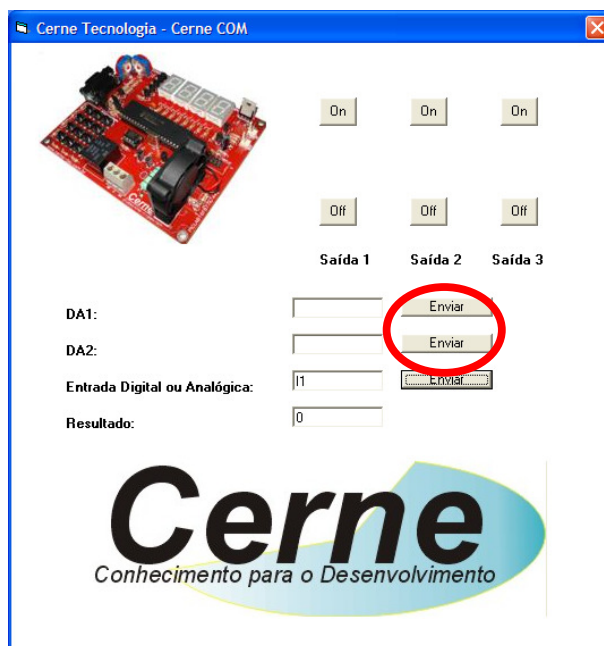 Cerne Tecnologia - Cerne COM
On On On
Off Off Off
Saída 1 Saída 2 Saída 3
DA1: Enviar
DA2: Enviar
Entrada Digital ou Analógica: I1 Enviar
Resultado: 0
Cerne
Conhecimento para o Desenvolvimento